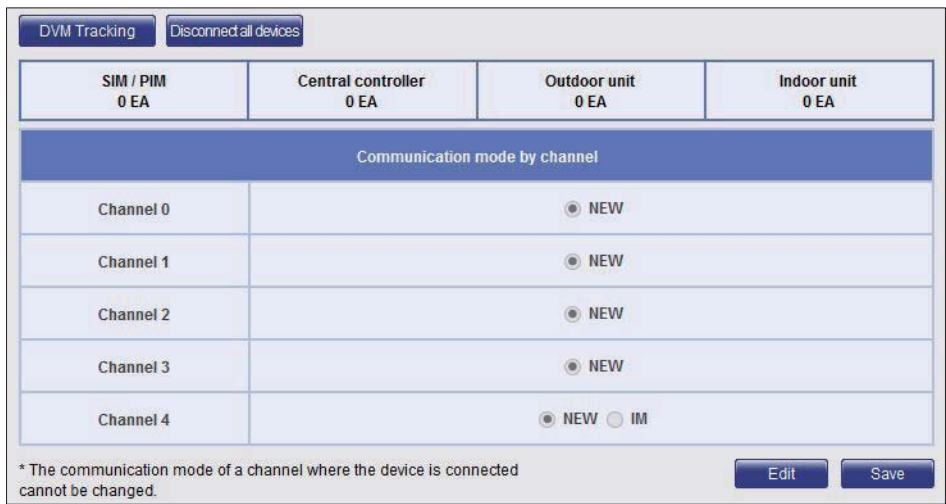 DVM Tracking Disconnect all devices
SIM / PIM Central controller Outdoor unit Indoor unit
0 EA 0 EA 0 EA 0 EA
Communication mode by channel
Channel 0 NEW
Channel 1 NEW
Channel 2 NEW
Channel 3 NEW
Channel 4 NEW IM
* The communication mode of a channel where the device is connected
cannot be changed.
Edit Save